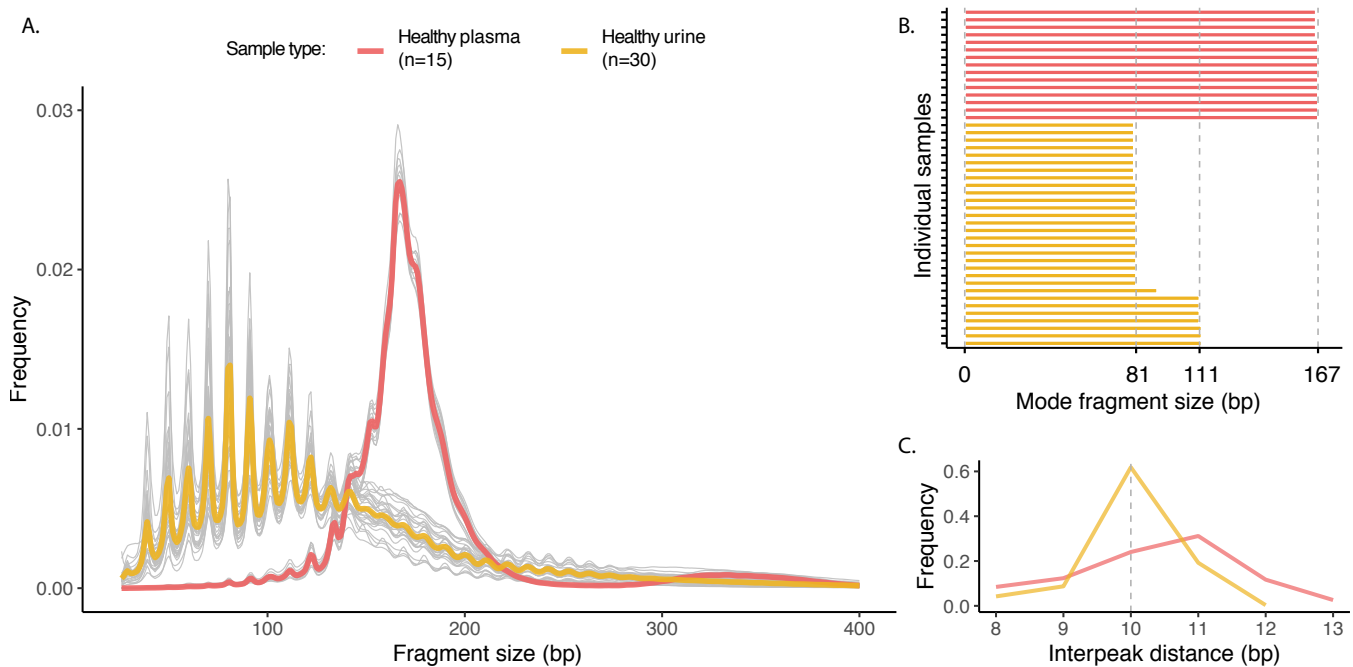 A.
Sample type:
Healthy plasma
(n=15)
Healthy urine
(n=30)
0.03
0.02
0.01
0.00
Frequency
100
200
300
400
Fragment size (bp)
B.
Individual samples
0
81
111
167
Mode fragment size (bp)
C.
0.6
0.4
0.2
0.0
Frequency
8
9
10
11
12
13
Interpeak distance (bp)